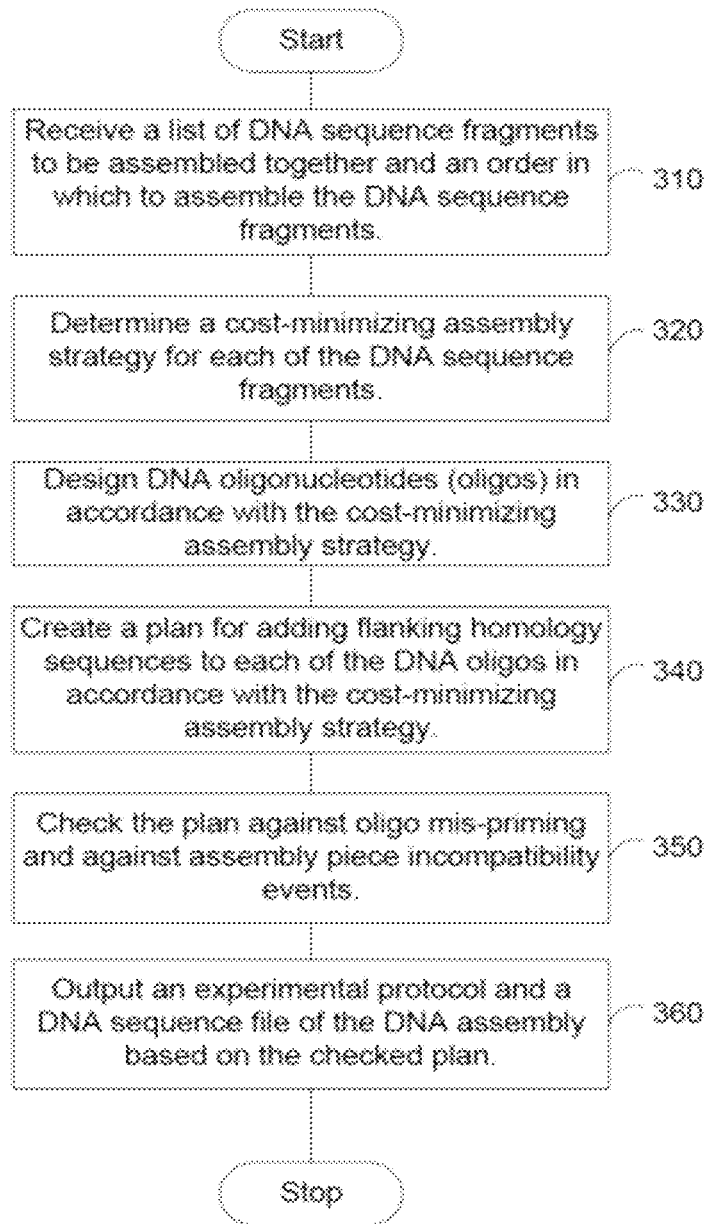 Start
Receive a list of DNA sequence fragments
to be assembled together and an order in
which to assemble the DNA sequence
fragments.
310
Determine a cost-minimizing assembly
strategy for each of the DNA sequence
fragments.
320
Design DNA oligonucleotides (oligos) in
accordance with the cost-minimizing
assembly strategy.
330
Create a plan for adding flanking homology
sequences to each of the DNA oligos in
accordance with the cost-minimizing
assembly strategy.
340
Check the plan against oligo mis-priming
and against assembly piece incompatibility
events.
350
Output an experimental protocol and a
DNA sequence file of the DNA assembly
based on the checked plan.
360
Stop